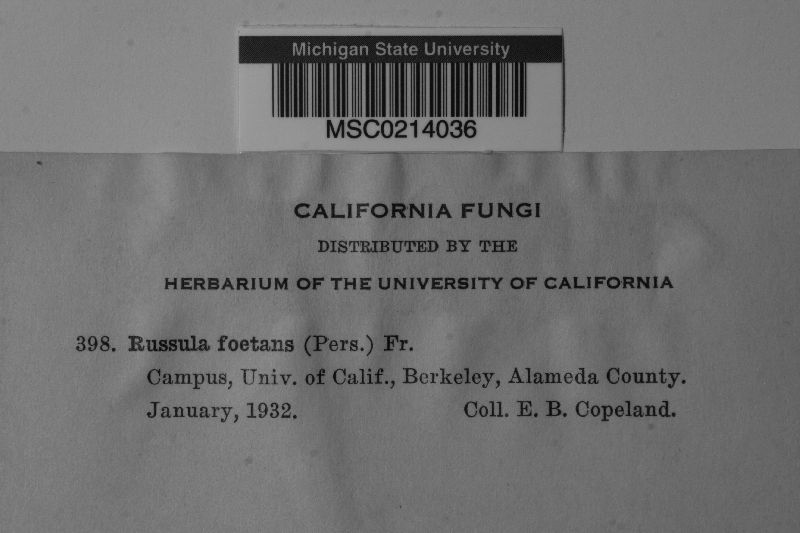 Michigan State University
MSC0214036
CALIFORNIA FUNGI
DISTRIBUTED BY THE
HERBARIUM OF THE UNIVERSITY OF CALIFORNIA
398. Russula foetans (Pers.) Fr.
Campus, Univ. of Calif., Berkeley, Alameda County.
January, 1932. Coll. E. B. Copeland.